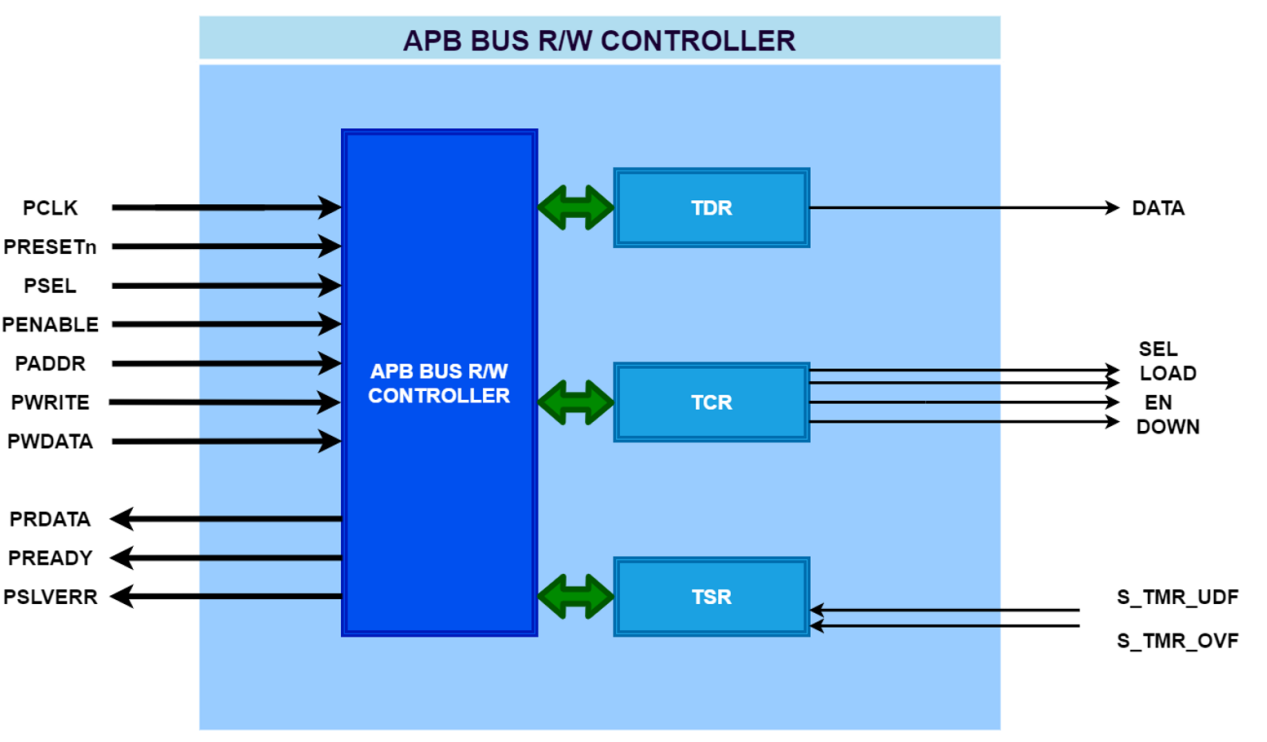 APB BUS R/W CONTROLLER
PCLK
PRESETn
PSEL
PENABLE
PADDR
PWRITE
PWDATA
PRDATA
PREADY
PSLVERR
APB BUS R/W
CONTROLLER
TDR
TCR
TSR
DATA
SEL
LOAD
EN
DOWN
S_TMR_UDF
S_TMR_OVF